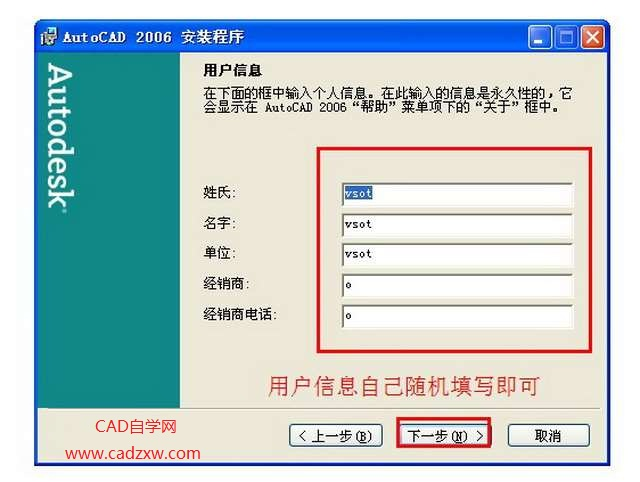 AutoCAD 2006 安装程序
Autodesk
用户信息
在下面的框中输入个人信息。在此输入的信息是永久性的，它
会显示在 AutoCAD 2006“帮助”菜单项下的“关于”框中。
姓氏: vsot
名字: vsot
单位: vsot
经销商: o
经销商电话: o
用户信息自己随机填写即可
CAD自学网
www.cadzxw.com
< 上一步(B) 下一步(N) > 取消